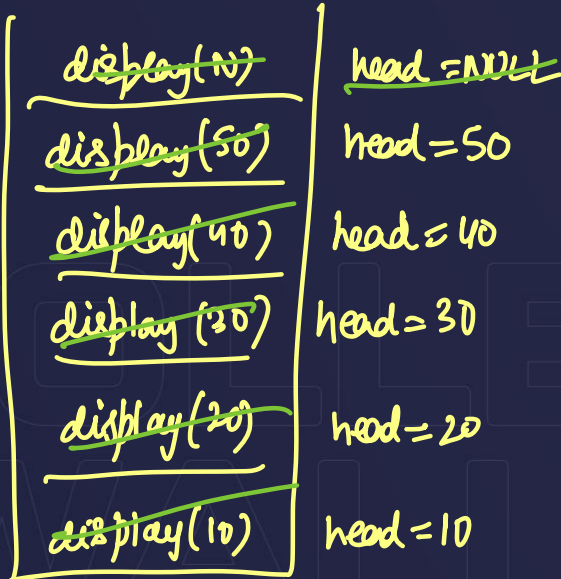 display(N) head=NULL
display(50) head=50
display(40) head=40
display(30) head=30
display(20) head=20
display(10) head=10